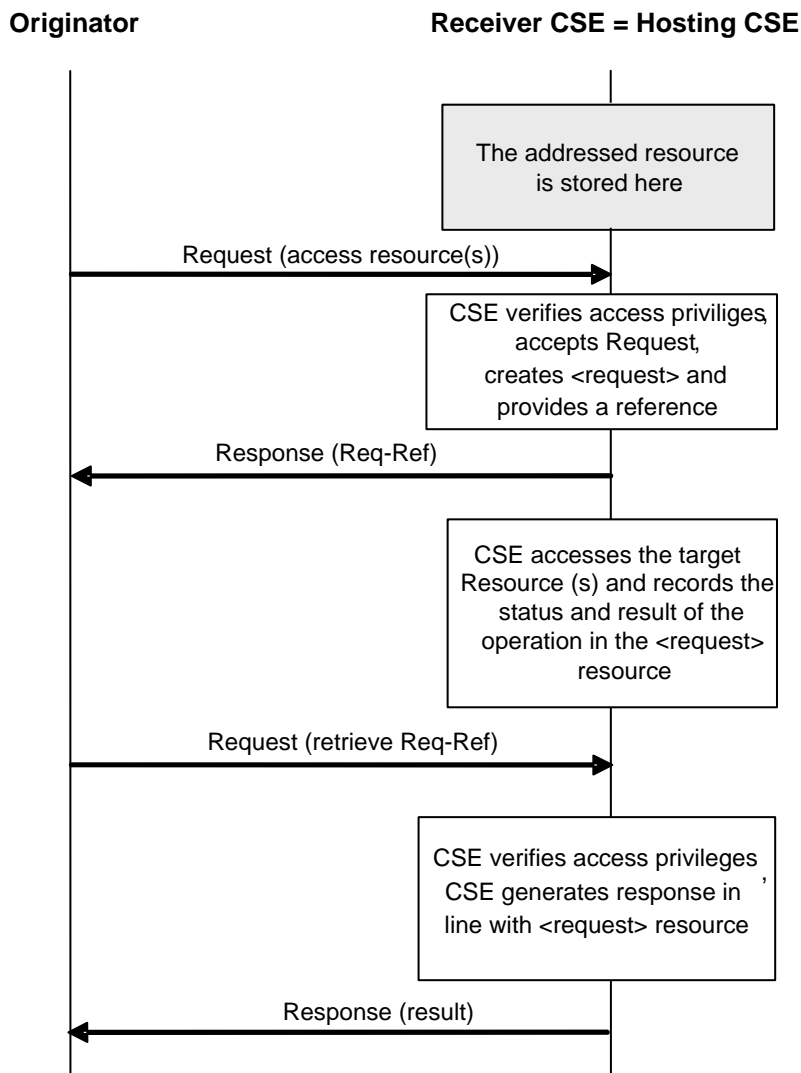 Originator
Receiver CSE = Hosting CSE
The addressed resource
is stored here
Request (access resource(s))
CSE verifies access priviliges,
accepts Request,
creates <request> and
provides a reference
Response (Req-Ref)
CSE accesses the target
Resource (s) and records the
status and result of the
operation in the <request>
resource
Request (retrieve Req-Ref)
CSE verifies access privileges ,
CSE generates response in
line with <request> resource
Response (result)